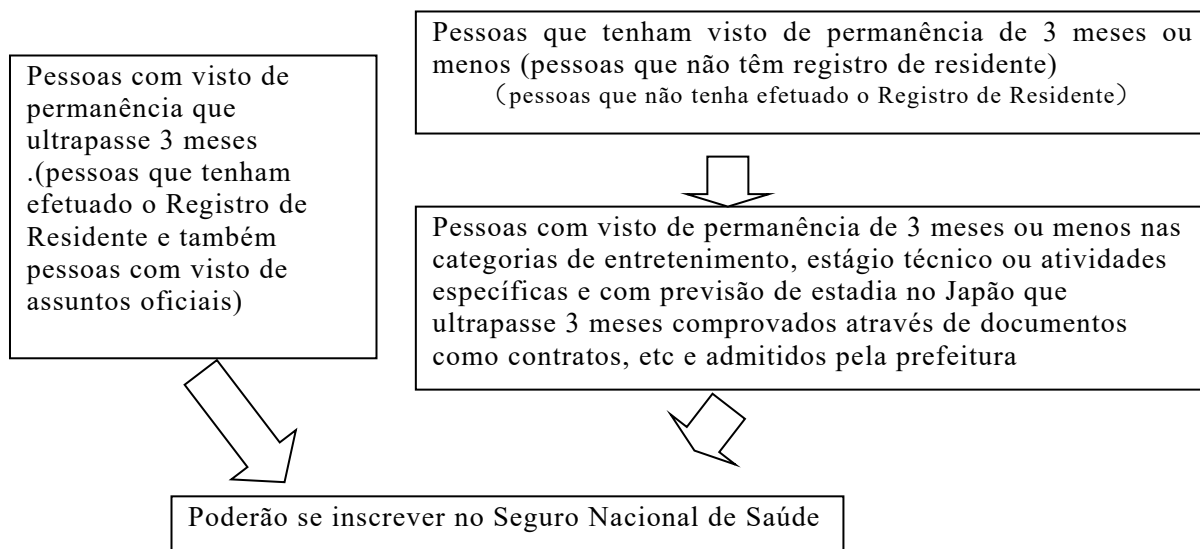 Pessoas com visto de
permanência que
ultrapasse 3 meses
.(pessoas que tenham
efetuado o Registro de
Residente e também
pessoas com visto de
assuntos oficiais)
Pessoas que tenham visto de permanência de 3 meses ou
menos (pessoas que não têm registro de residente)
（pessoas que não tenha efetuado o Registro de Residente）
Pessoas com visto de permanência de 3 meses ou menos nas
categorias de entretenimento, estágio técnico ou atividades
específicas e com previsão de estadia no Japão que
ultrapasse 3 meses comprovados através de documentos
como contratos, etc e admitidos pela prefeitura
Poderão se inscrever no Seguro Nacional de Saúde